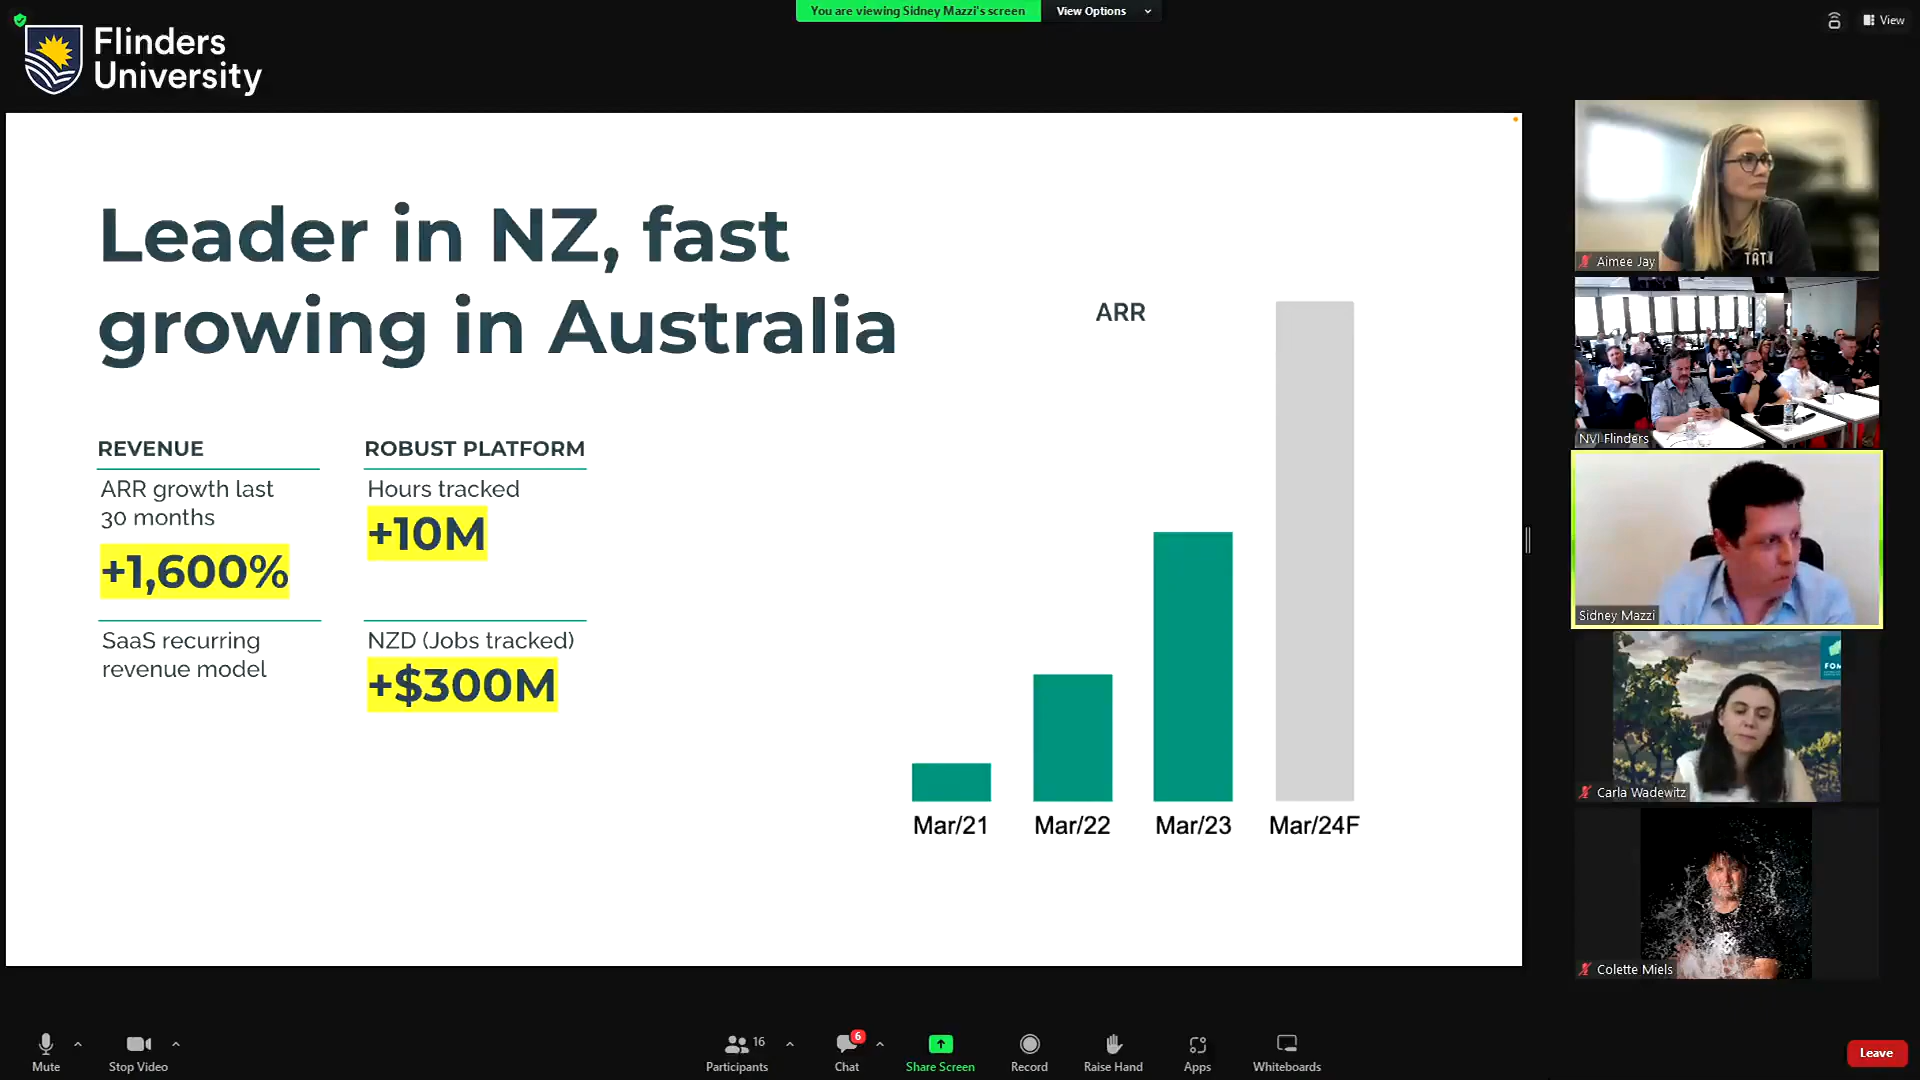 You are viewing Sidney Mazzi's screen
View Options
View
Flinders
University
Leader in NZ, fast
growing in Australia
REVENUE
ARR growth last
30 months
+1,600%
SaaS recurring
revenue model
ROBUST PLATFORM
Hours tracked
+10M
NZD (Jobs tracked)
+$300M
ARR
Mar/21
Mar/22
Mar/23
Mar/24F
Aimee Jay
NVI Flinders
Sidney Mazzi
Carla Wadewitz
Colette Miels
Mute
Stop Video
16
Participants
6
Chat
Share Screen
Record
Raise Hand
Apps
Whiteboards
Leave